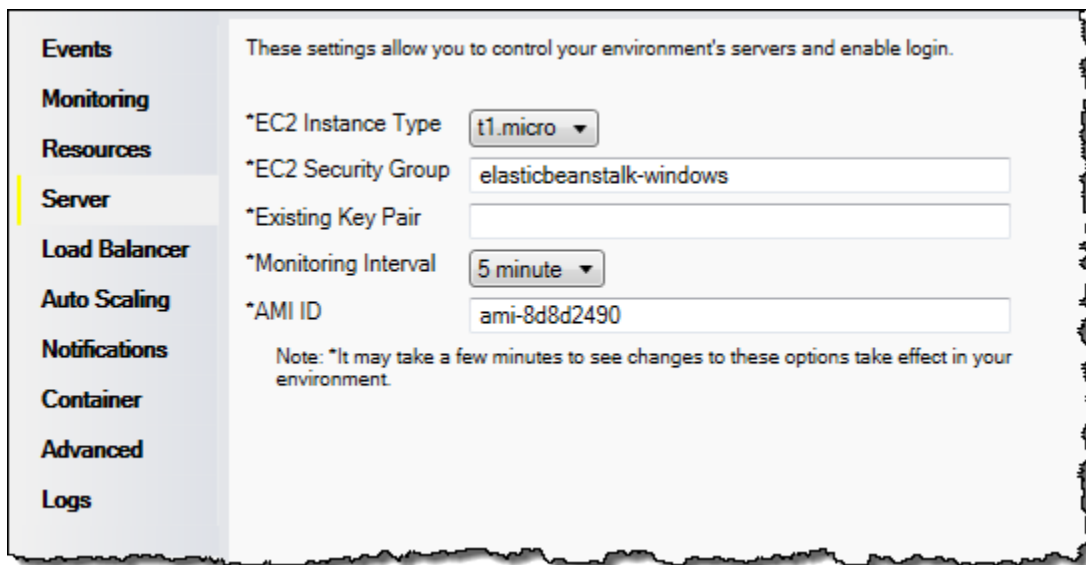 Events
Monitoring
Resources
Server
Load Balancer
Auto Scaling
Notifications
Container
Advanced
Logs
These settings allow you to control your environment's servers and enable login.
*EC2 Instance Type t1.micro
*EC2 Security Group elasticbeanstalk-windows
*Existing Key Pair
*Monitoring Interval 5 minute
*AMI ID ami-8d8d2490
Note: *It may take a few minutes to see changes to these options take effect in your
environment.